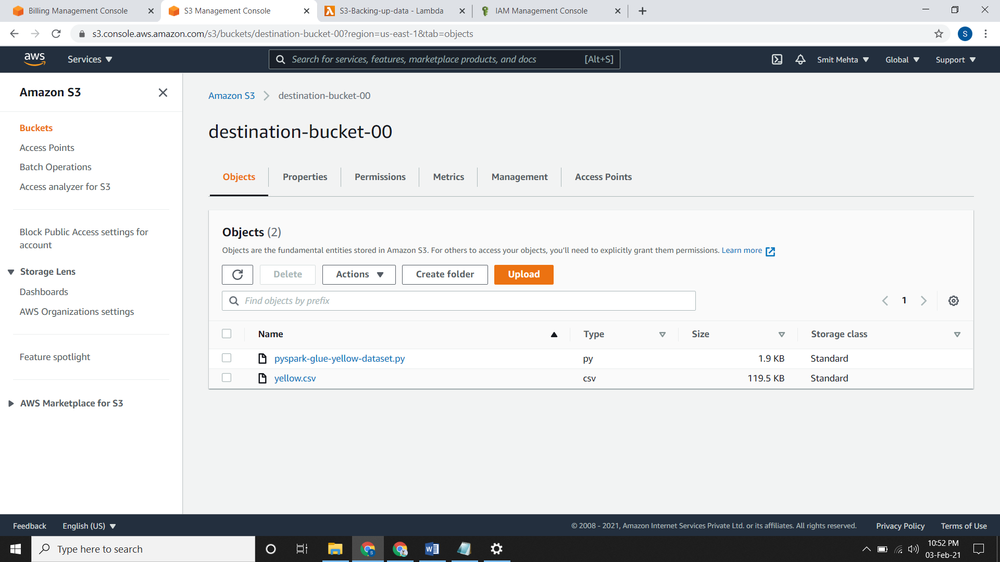 Billing Management Console
S3 Management Console
S3-Backing-up-data - Lambda
IAM Management Console
s3.console.aws.amazon.com/s3/buckets/destination-bucket-00?region=us-east-1&tab=objects
S
aws
Services
Search for services, features, marketplace products, and docs
[Alt+S]
Smit Mehta
Global
Support
Amazon S3
Buckets
Access Points
Batch Operations
Access analyzer for S3
Block Public Access settings for
account
Storage Lens
Dashboards
AWS Organizations settings
Feature spotlight
AWS Marketplace for S3
Amazon S3
destination-bucket-00
destination-bucket-00
Objects
Properties
Permissions
Metrics
Management
Access Points
Objects (2)
Objects are the fundamental entities stored in Amazon S3. For others to access your objects, you’ll need to explicitly grant them permissions. Learn more
Delete
Actions
Create folder
Upload
Find objects by prefix
1
Name
Type
Size
Storage class
pyspark-glue-yellow-dataset.py
py
1.9 KB
Standard
yellow.csv
csv
119.5 KB
Standard
Feedback
English (US)
© 2008 - 2021, Amazon Internet Services Private Ltd. or its affiliates. All rights reserved.
Privacy Policy
Terms of Use
Type here to search
10:52 PM
03-Feb-21